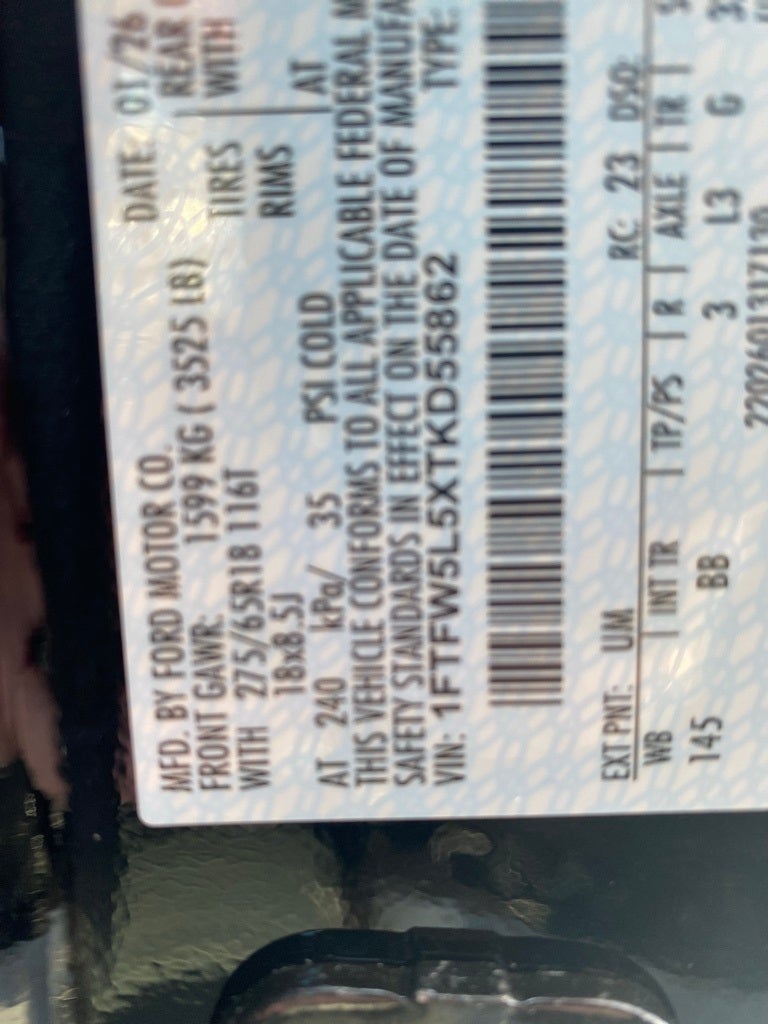 MFD. BY FORD MOTOR CO. DATE: 01/26
FRONT GAWR: 1599 KG ( 3525 LB) REAR
WITH 275/65R18 116T TIRES WITH
18x8.5J RIMS
AT 240 kPa/ 35 PSI COLD AT
THIS VEHICLE CONFORMS TO ALL APPLICABLE FEDERAL M
SAFETY STANDARDS IN EFFECT ON THE DATE OF MANUFA
VIN: 1FTFW5L5XTKD55862 TYPE:
EXT PNT: UM RC: 23 DSO:
WB | INT TR | TP/PS | R | AXLE | TR | S
145 BB 3 L3 G
2202601317130